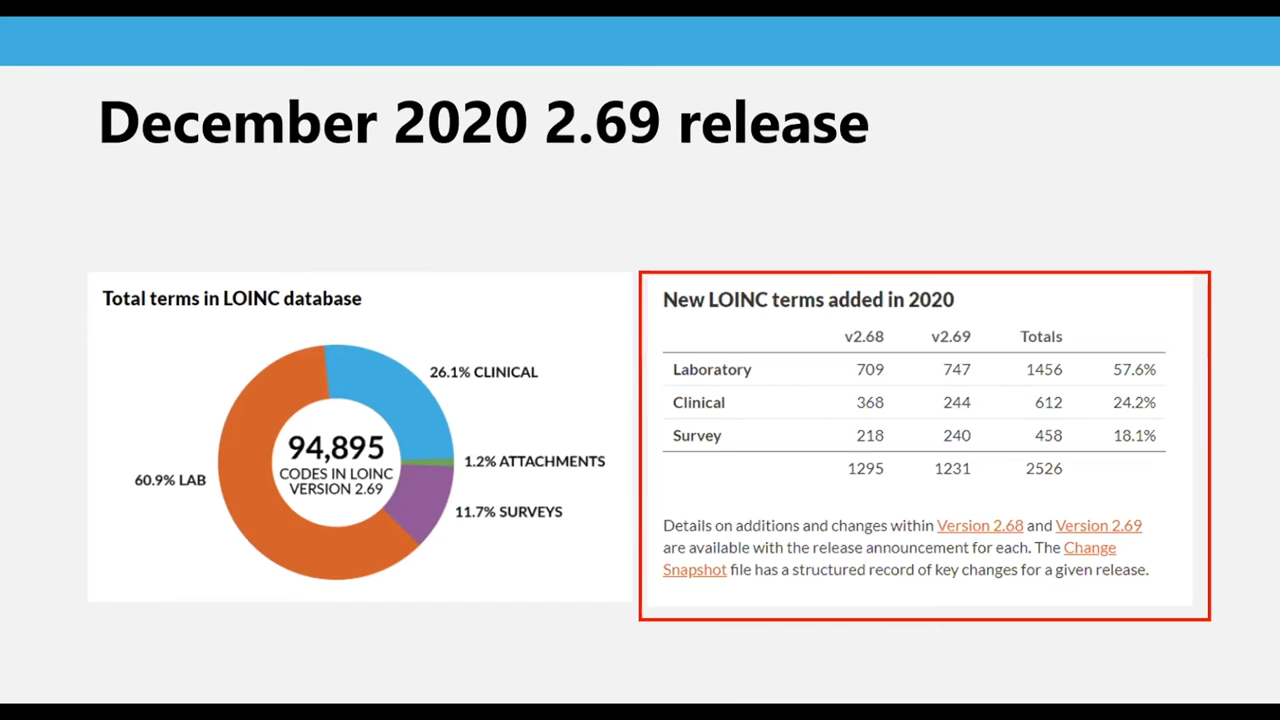 December 2020 2.69 release
Total terms in LOINC database
26.1% CLINICAL
94,895
CODES IN LOINC
VERSION 2.69
1.2% ATTACHMENTS
60.9% LAB
11.7% SURVEYS
New LOINC terms added in 2020
v2.68 v2.69 Totals
Laboratory 709 747 1456 57.6%
Clinical 368 244 612 24.2%
Survey 218 240 458 18.1%
1295 1231 2526
Details on additions and changes within Version 2.68 and Version 2.69
are available with the release announcement for each. The Change
Snapshot file has a structured record of key changes for a given release.